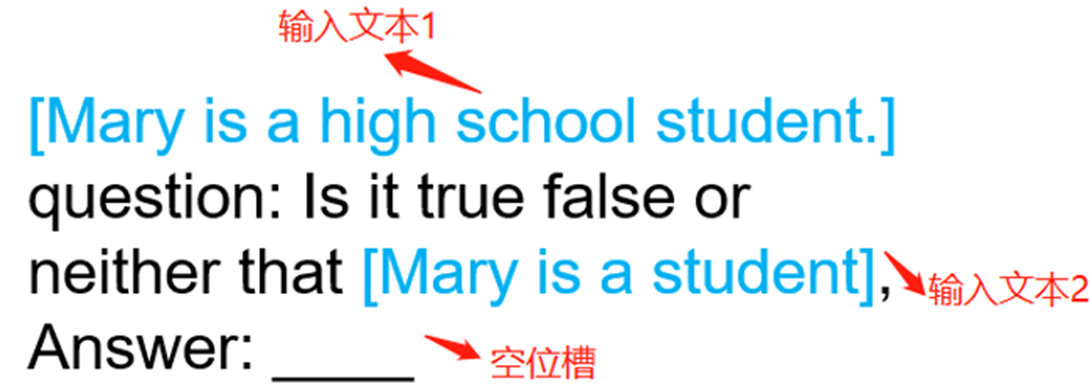 输入文本1
[Mary is a high school student.]
question: Is it true false or
neither that [Mary is a student],
输入文本2
Answer: ____
空位槽